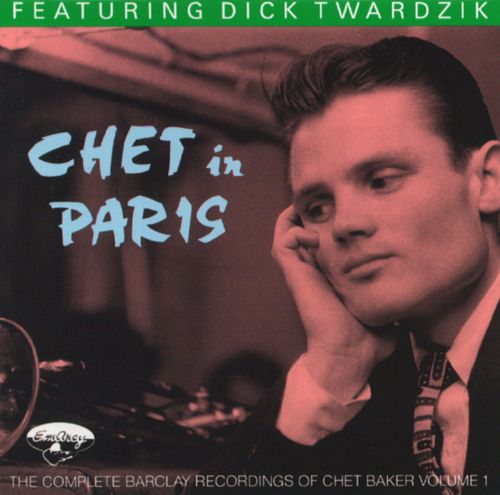 FEATURING DICK TWARDZIK
CHET in
PARIS
EmArcy
THE COMPLETE BARCLAY RECORDINGS OF CHET BAKER VOLUME 1